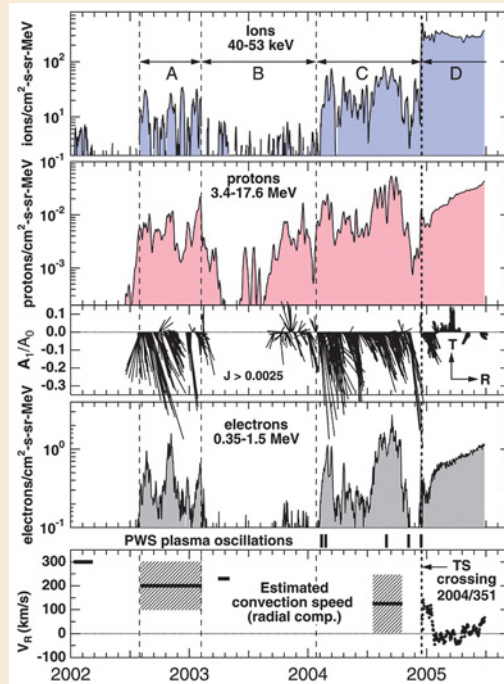 ions/cm²-s-sr-MeV
10²
10¹
10⁻¹
Ions
40-53 keV
A
B
C
D
protons/cm²-s-sr-MeV
10⁻²
10⁻³
protons
3.4-17.6 MeV
A₁/A₀
0.1
0.0
-0.1
-0.2
-0.3
J > 0.0025
T
R
electrons/cm²-s-sr-MeV
10⁰
10⁻¹
electrons
0.35-1.5 MeV
PWS plasma oscillations
V_R (km/s)
300
200
100
0
-100
Estimated
convection speed
(radial comp.)
TS
crossing
2004/351
2002
2003
2004
2005